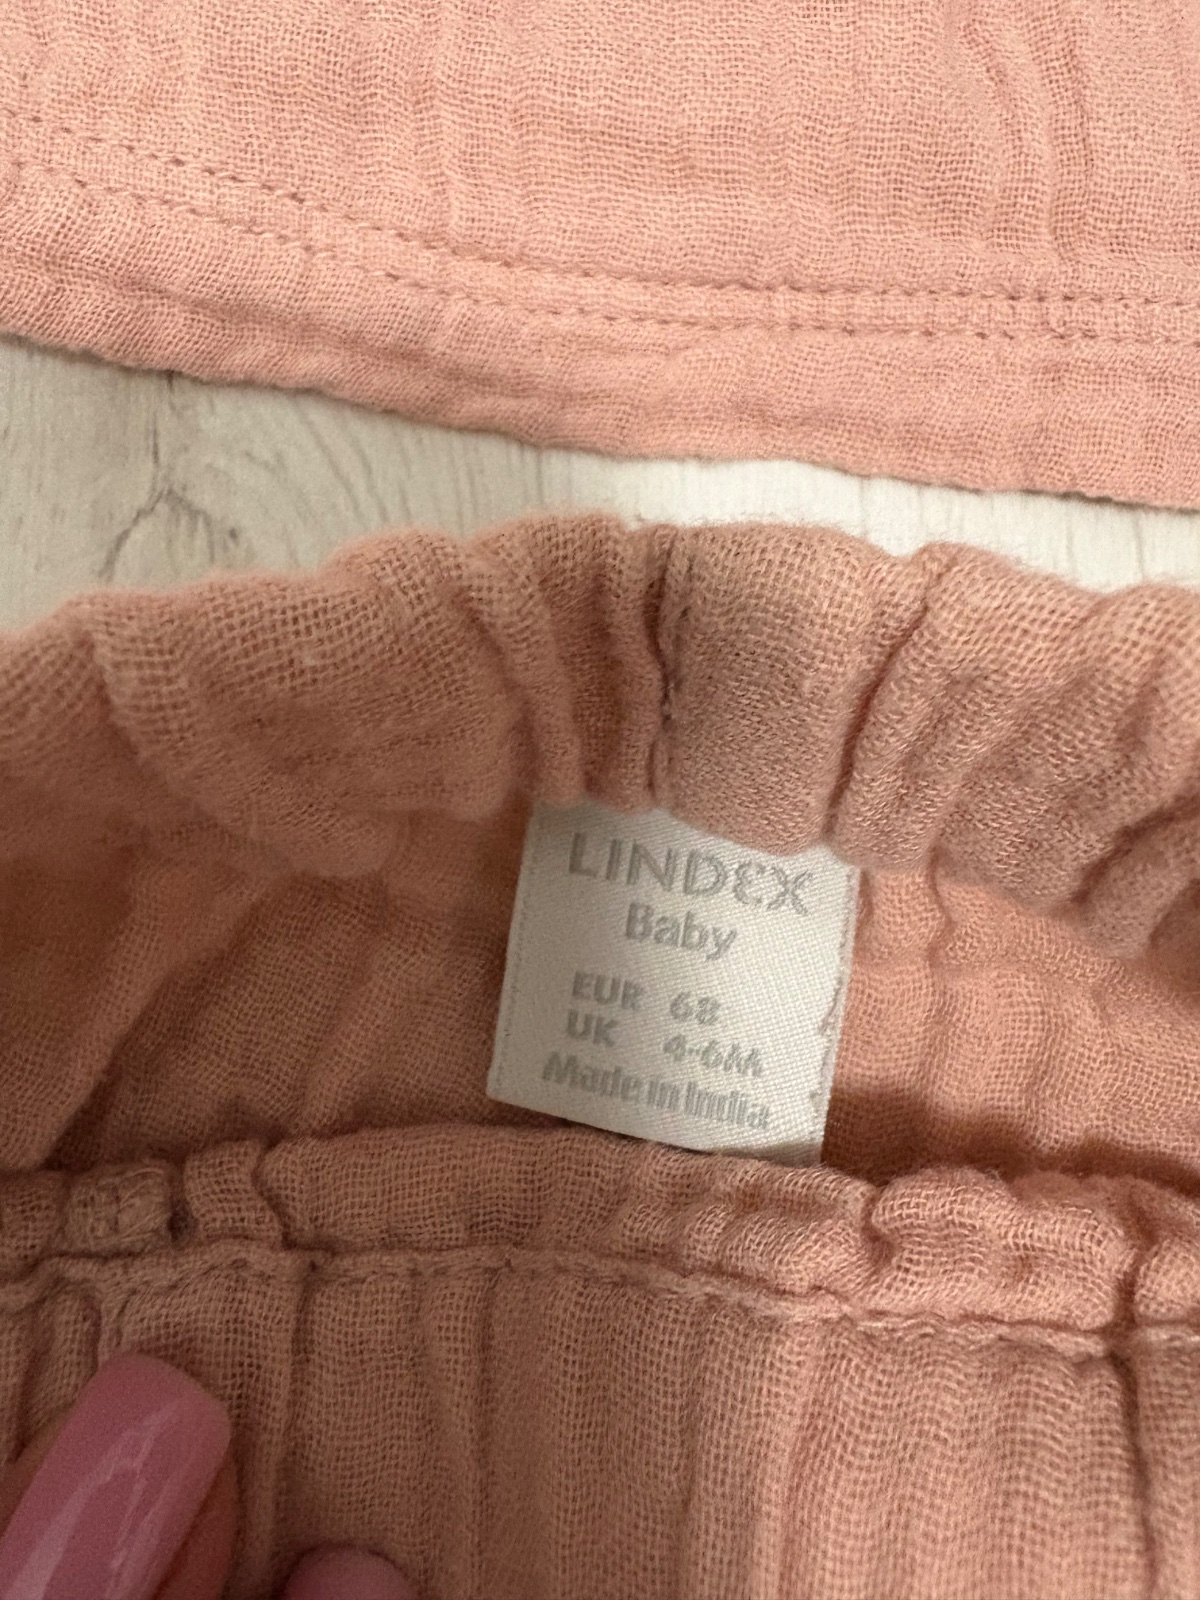 LINDEX
Baby
EUR 68
UK 4-6M
Made in India